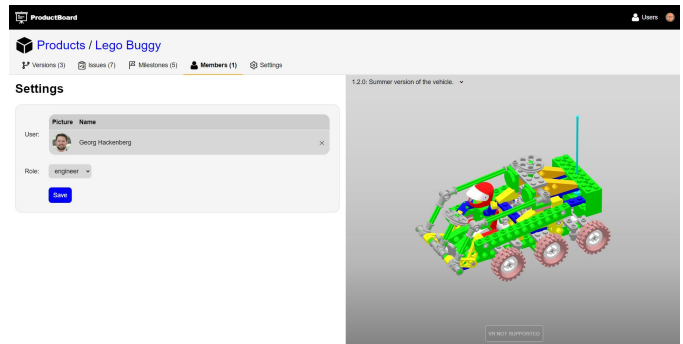 ProductBoard
Users
Products / Lego Buggy
Versions (3) Issues (7) Milestones (5) Members (1) Settings
Settings
1.2.0: Summer version of the vehicle.
Picture Name
User:
Georg Hackenberg
Role: engineer
Save
VR NOT SUPPORTED